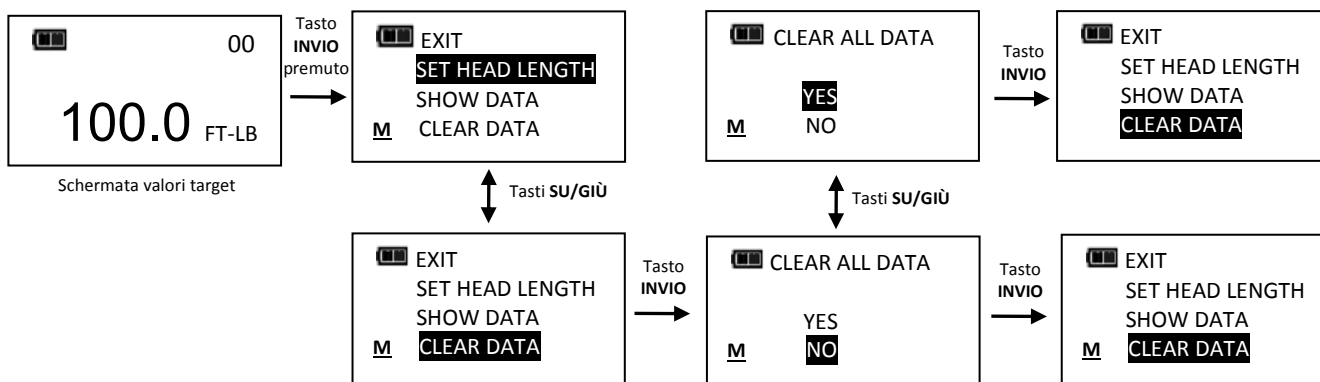 00
100.0 FT-LB
Schermata valori target
Tasto
INVIO
premuto
EXIT
SET HEAD LENGTH
SHOW DATA
M CLEAR DATA
Tasti SU/GIÙ
EXIT
SET HEAD LENGTH
SHOW DATA
M CLEAR DATA
Tasto
INVIO
CLEAR ALL DATA
YES
M NO
Tasti SU/GIÙ
CLEAR ALL DATA
YES
M NO
Tasto
INVIO
EXIT
SET HEAD LENGTH
SHOW DATA
CLEAR DATA
Tasto
INVIO
EXIT
SET HEAD LENGTH
SHOW DATA
M CLEAR DATA